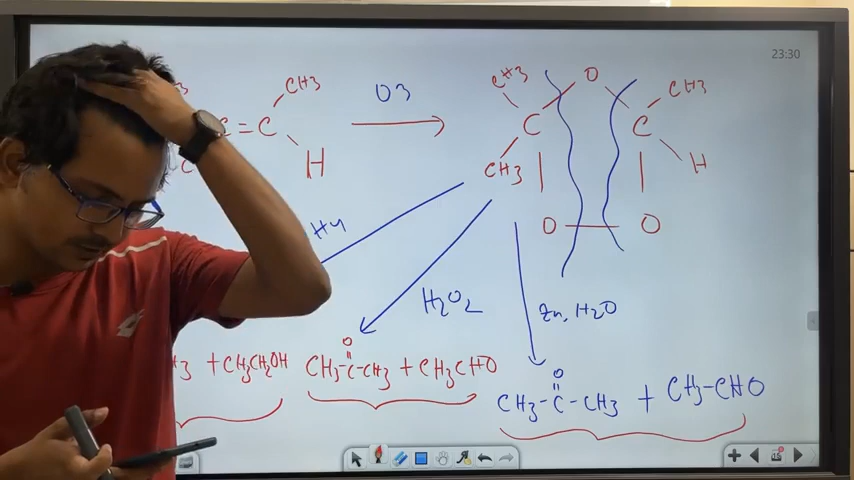 23:30
CH3
C=C
H
O3
CH3
O
CH3
C
C
CH3
H
O
O
H4
H2O2
Zn, H2O
+ CH3CH2OH
O
CH3-C-CH3 + CH3CHO
O
CH3-C-CH3 + CH3-CHO